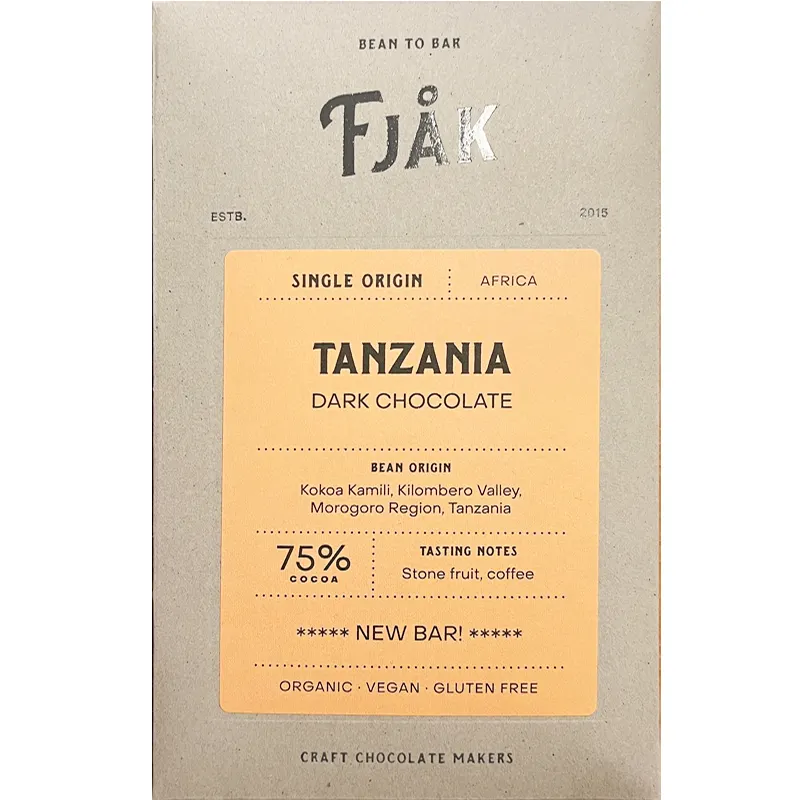 BEAN TO BAR
FJÅK
ESTB. 2015
SINGLE ORIGIN AFRICA
TANZANIA
DARK CHOCOLATE
BEAN ORIGIN
Kokoa Kamili, Kilombero Valley,
Morogoro Region, Tanzania
75%
COCOA
TASTING NOTES
Stone fruit, coffee
***** NEW BAR! *****
ORGANIC · VEGAN · GLUTEN FREE
CRAFT CHOCOLATE MAKERS